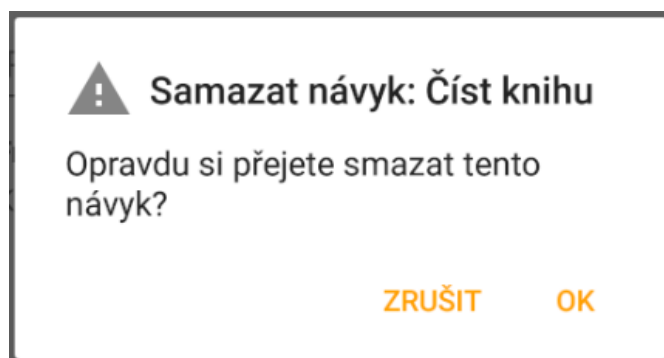 Samazat návyk: Číst knihu
Opravdu si přejete smazat tento
návyk?
ZRUŠIT OK